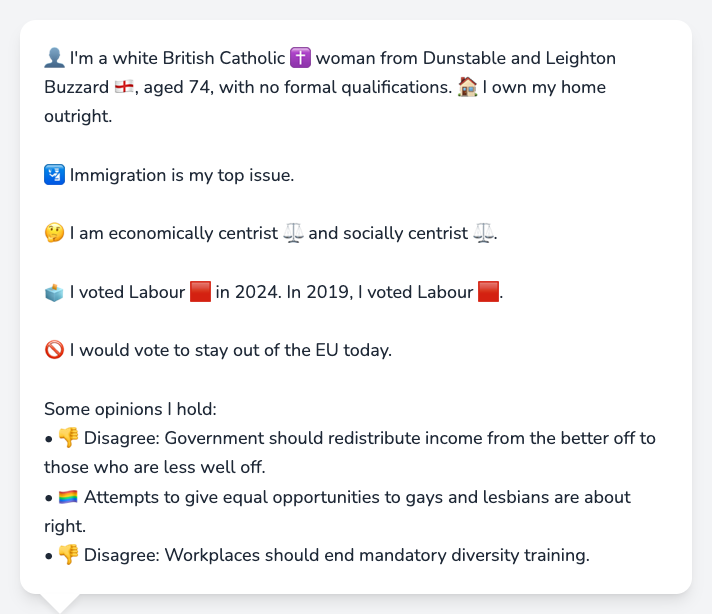 👤 I'm a white British Catholic ✝️ woman from Dunstable and Leighton
Buzzard 🏴󠁧󠁢󠁥󠁮󠁧󠁿, aged 74, with no formal qualifications. 🏠 I own my home
outright.
🛂 Immigration is my top issue.
🤔 I am economically centrist ⚖️ and socially centrist ⚖️.
🗳️ I voted Labour 🟥 in 2024. In 2019, I voted Labour 🟥.
🚫 I would vote to stay out of the EU today.
Some opinions I hold:
• 👎 Disagree: Government should redistribute income from the better off to
those who are less well off.
• 🏳️‍🌈 Attempts to give equal opportunities to gays and lesbians are about
right.
• 👎 Disagree: Workplaces should end mandatory diversity training.